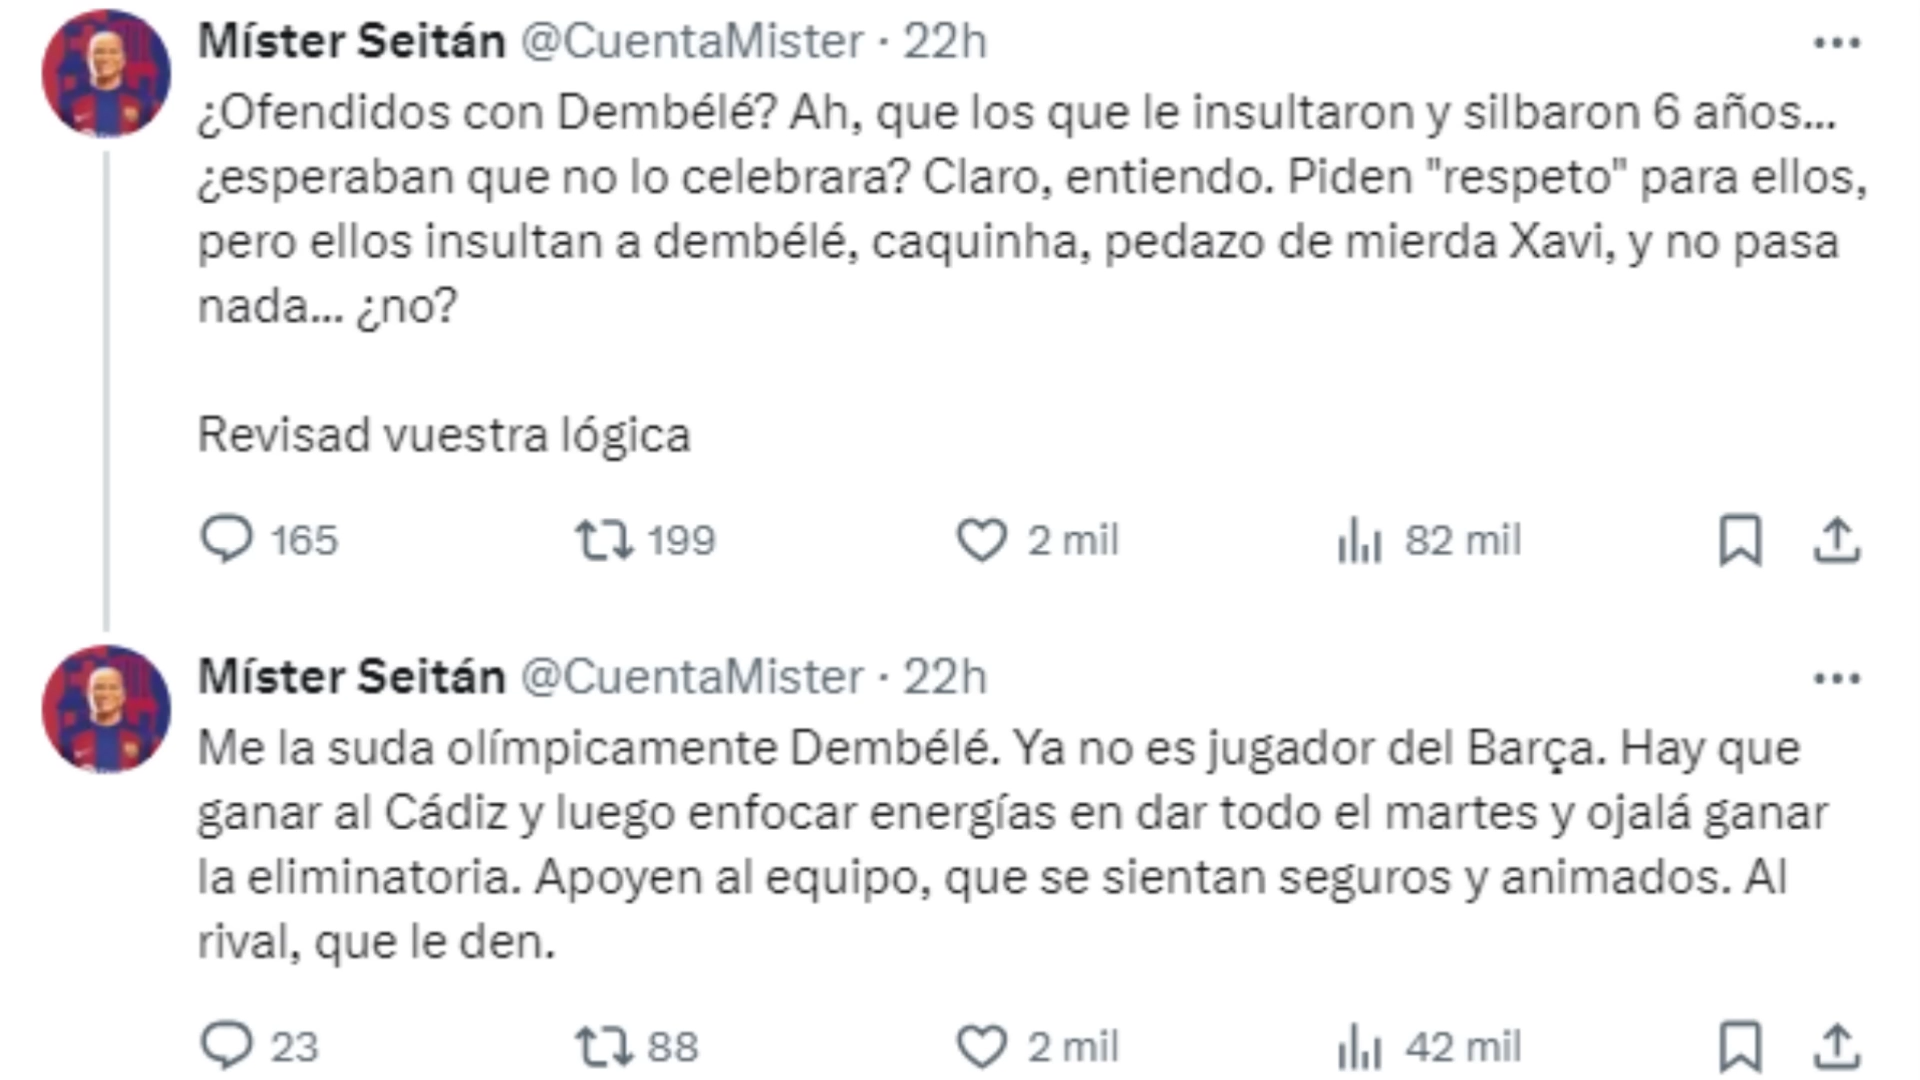 Míster Seitán @CuentaMister · 22h
¿Ofendidos con Dembélé? Ah, que los que le insultaron y silbaron 6 años...
¿esperaban que no lo celebrara? Claro, entiendo. Piden "respeto" para ellos,
pero ellos insultan a dembélé, caquinha, pedazo de mierda Xavi, y no pasa
nada... ¿no?
Revisad vuestra lógica
165 199 2 mil 82 mil
Míster Seitán @CuentaMister · 22h
Me la suda olímpicamente Dembélé. Ya no es jugador del Barça. Hay que
ganar al Cádiz y luego enfocar energías en dar todo el martes y ojalá ganar
la eliminatoria. Apoyen al equipo, que se sientan seguros y animados. Al
rival, que le den.
23 88 2 mil 42 mil